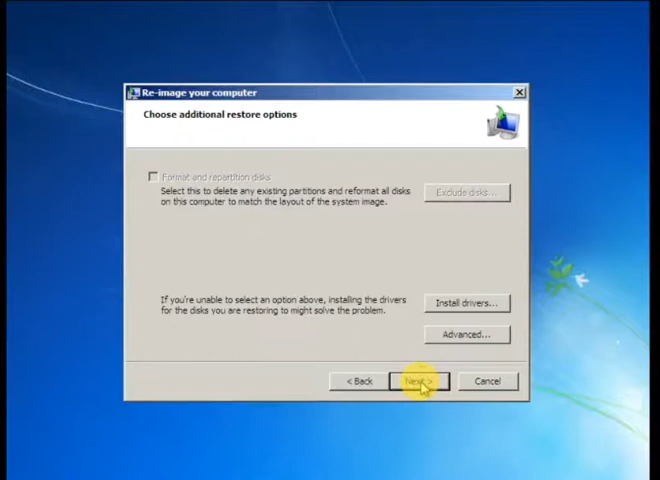 Re-image your computer
Choose additional restore options
Format and repartition disks
Select this to delete any existing partitions and reformat all disks
on this computer to match the layout of the system image.
Exclude disks...
If you're unable to select an option above, installing the drivers
for the disks you are restoring to might solve the problem.
Install drivers...
Advanced...
< Back
Next >
Cancel